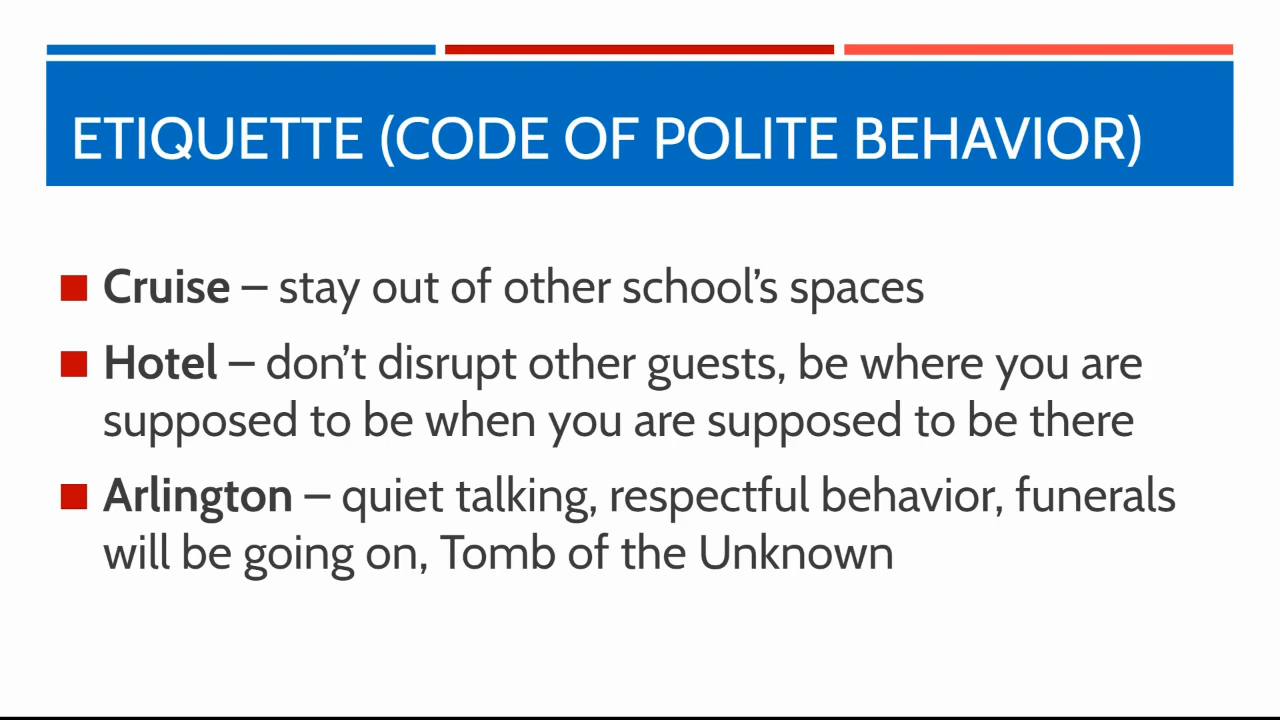 ETIQUETTE (CODE OF POLITE BEHAVIOR)
Cruise – stay out of other school’s spaces
Hotel – don’t disrupt other guests, be where you are
supposed to be when you are supposed to be there
Arlington – quiet talking, respectful behavior, funerals
will be going on, Tomb of the Unknown